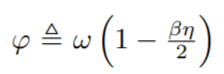 φ ≜ ω (1 − βη/2)